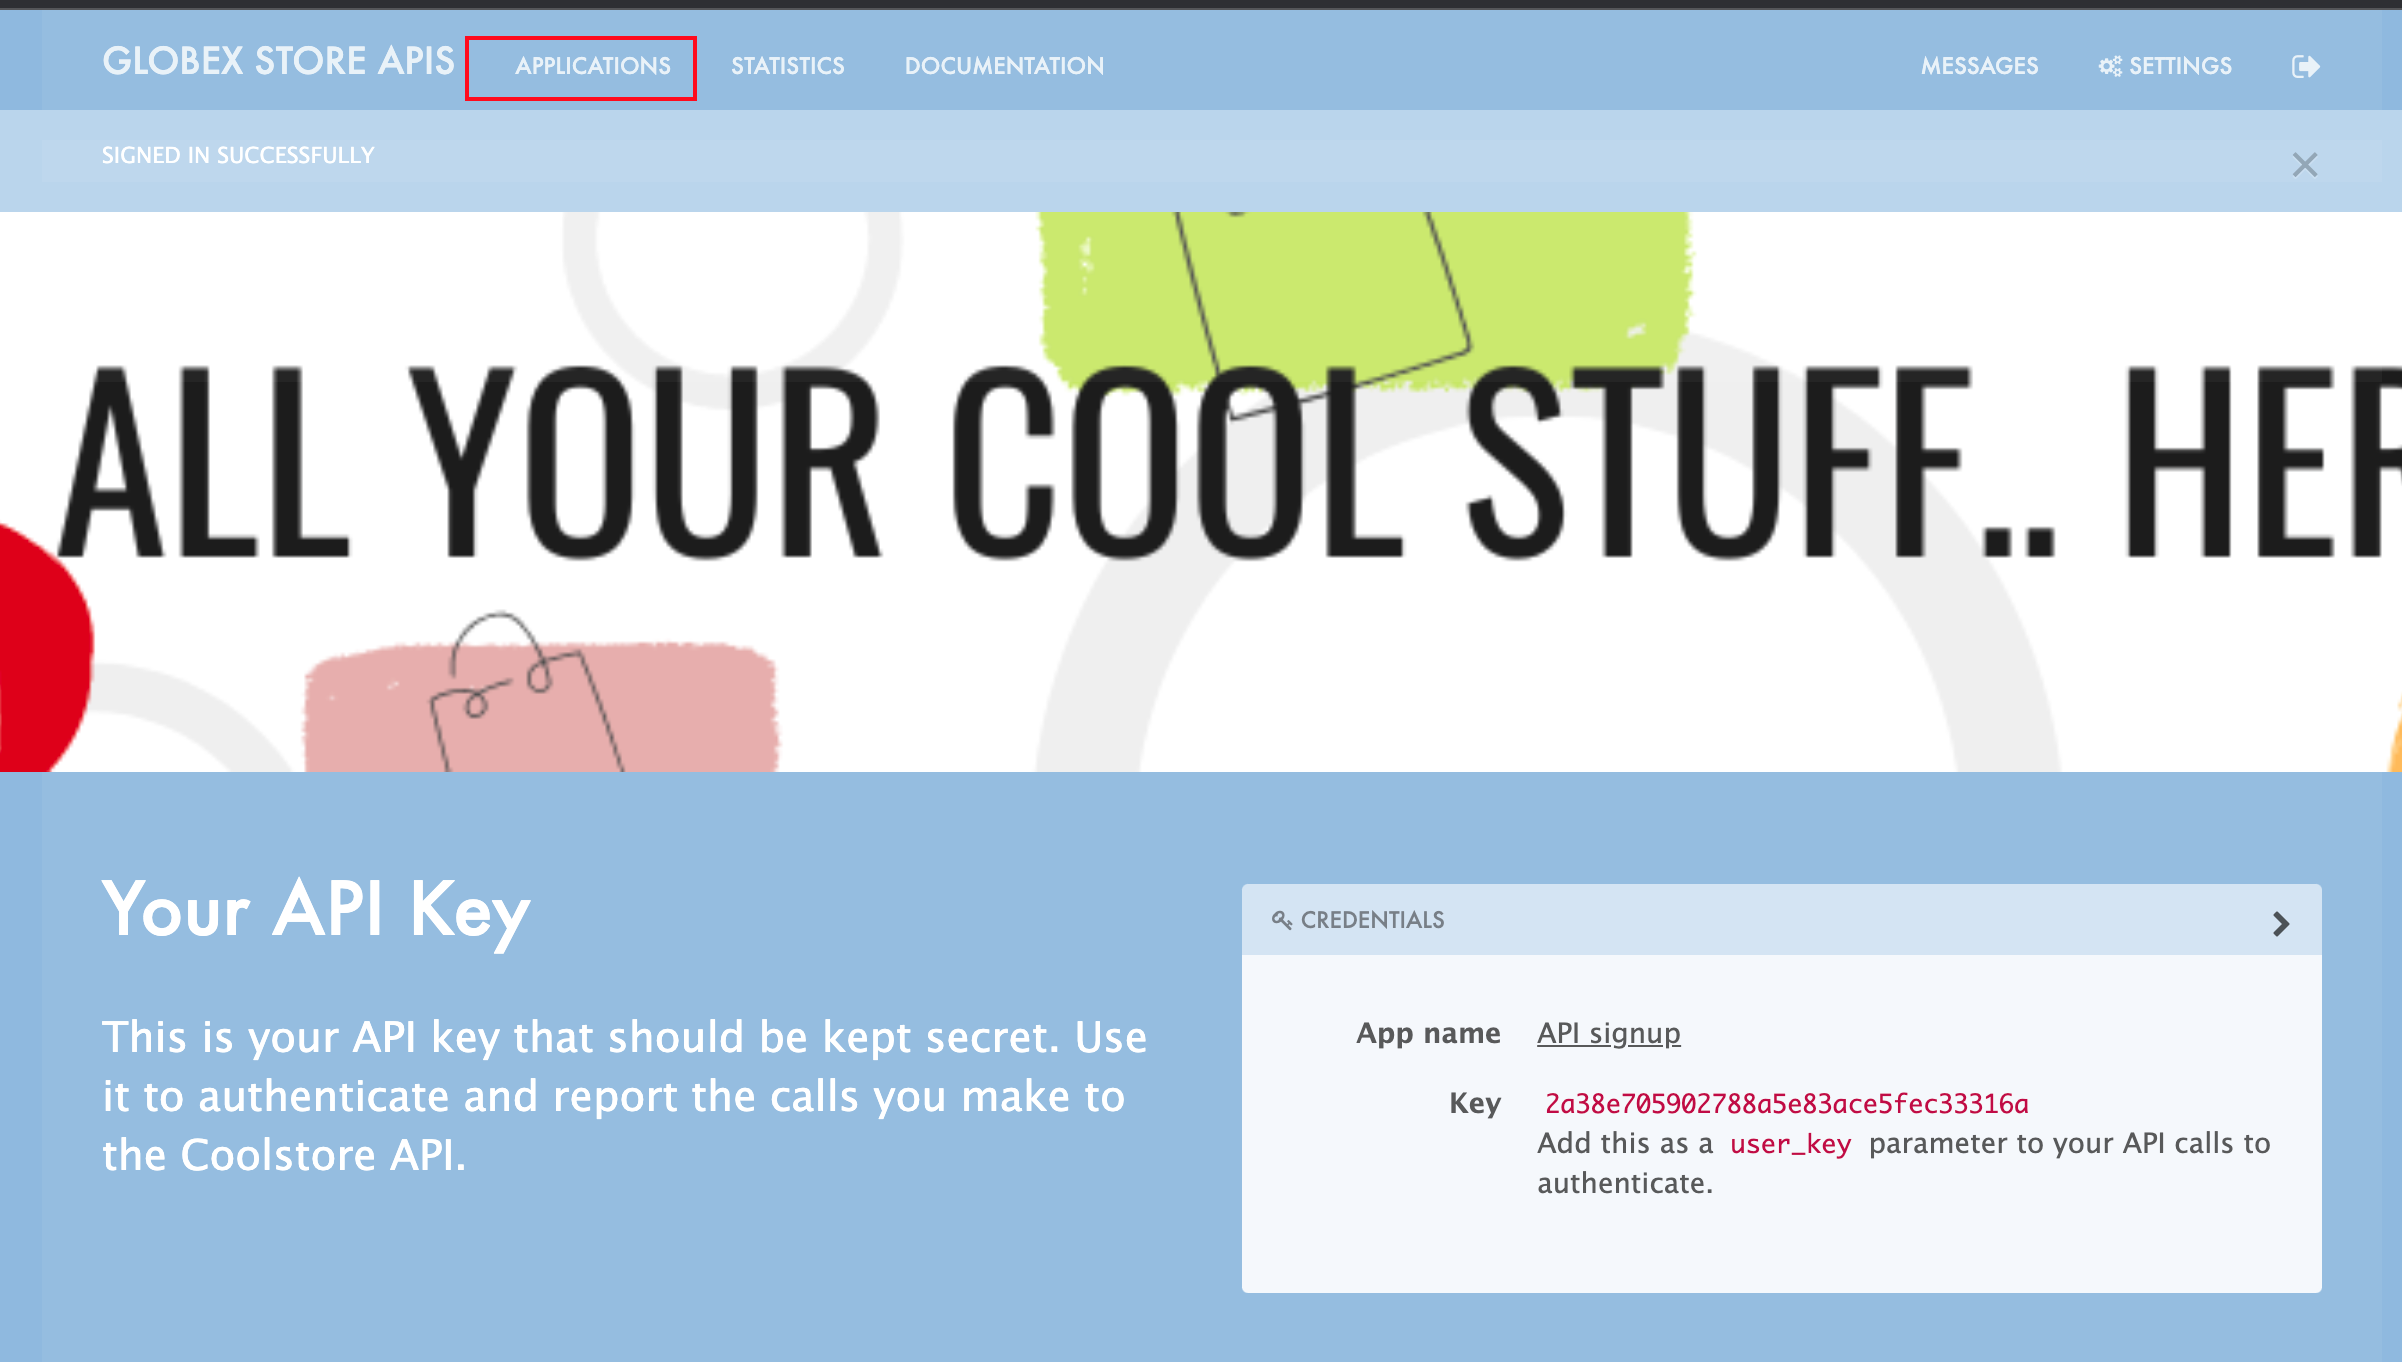 GLOBEX STORE APIS APPLICATIONS STATISTICS DOCUMENTATION MESSAGES SETTINGS
SIGNED IN SUCCESSFULLY
ALL YOUR COOL STUFF.. HER
Your API Key
This is your API key that should be kept secret. Use
it to authenticate and report the calls you make to
the Coolstore API.
CREDENTIALS
App name API signup
Key 2a38e705902788a5e83ace5fec33316a
Add this as a user_key parameter to your API calls to
authenticate.